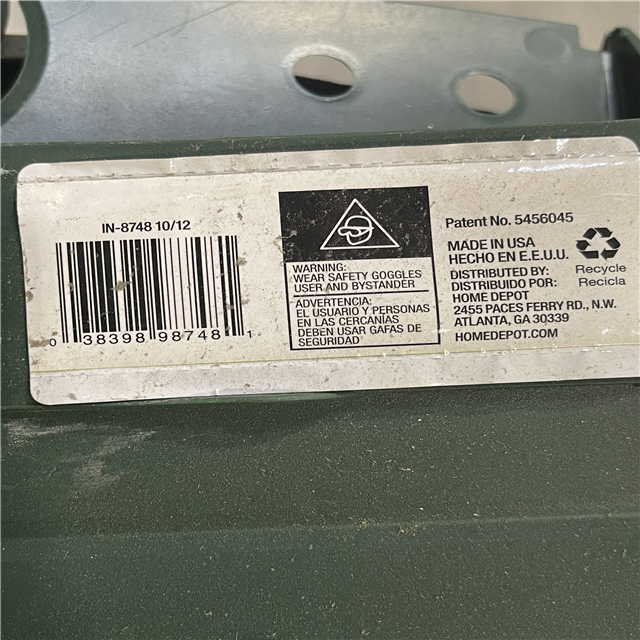 IN-8748 10/12
0 38398 98748 1
WARNING:
WEAR SAFETY GOGGLES
USER AND BYSTANDER
ADVERTENCIA:
EL USUARIO Y PERSONAS
EN LAS CERCANÍAS
DEBEN USAR GAFAS DE
SEGURIDAD
Patent No. 5456045
MADE IN USA
HECHO EN E.E.U.U.
DISTRIBUTED BY:
DISTRIBUIDO POR:
HOME DEPOT
2455 PACES FERRY RD., N.W.
ATLANTA, GA 30339
HOMEDEPOT.COM
Recycle
Recicla